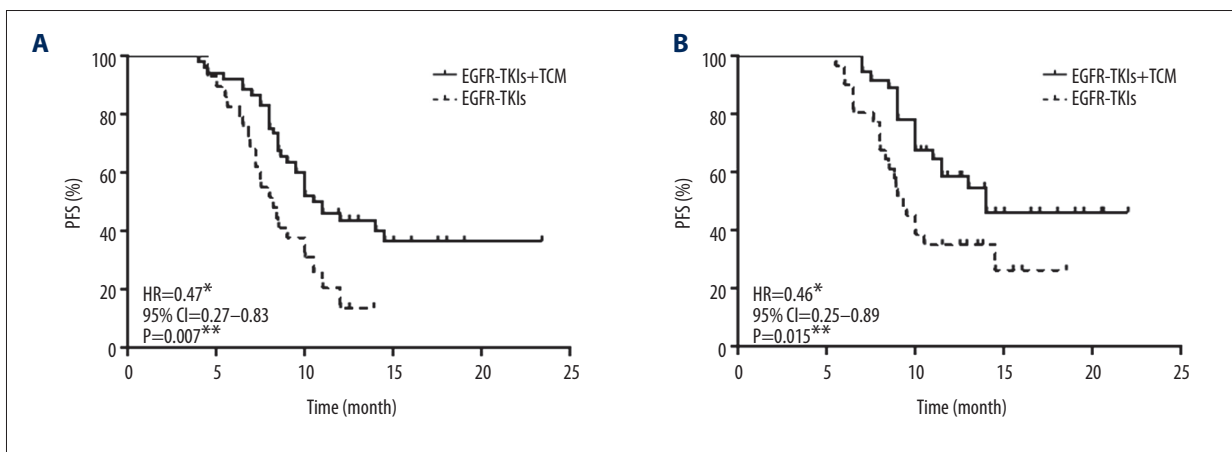 A
100
80
60
40
20
0
PFS (%)
EGFR-TKIs+TCM
EGFR-TKIs
HR=0.47*
95% CI=0.27–0.83
P=0.007**
0 5 10 15 20 25
Time (month)
B
100
80
60
40
20
0
PFS (%)
EGFR-TKIs+TCM
EGFR-TKIs
HR=0.46*
95% CI=0.25–0.89
P=0.015**
0 5 10 15 20 25
Time (month)